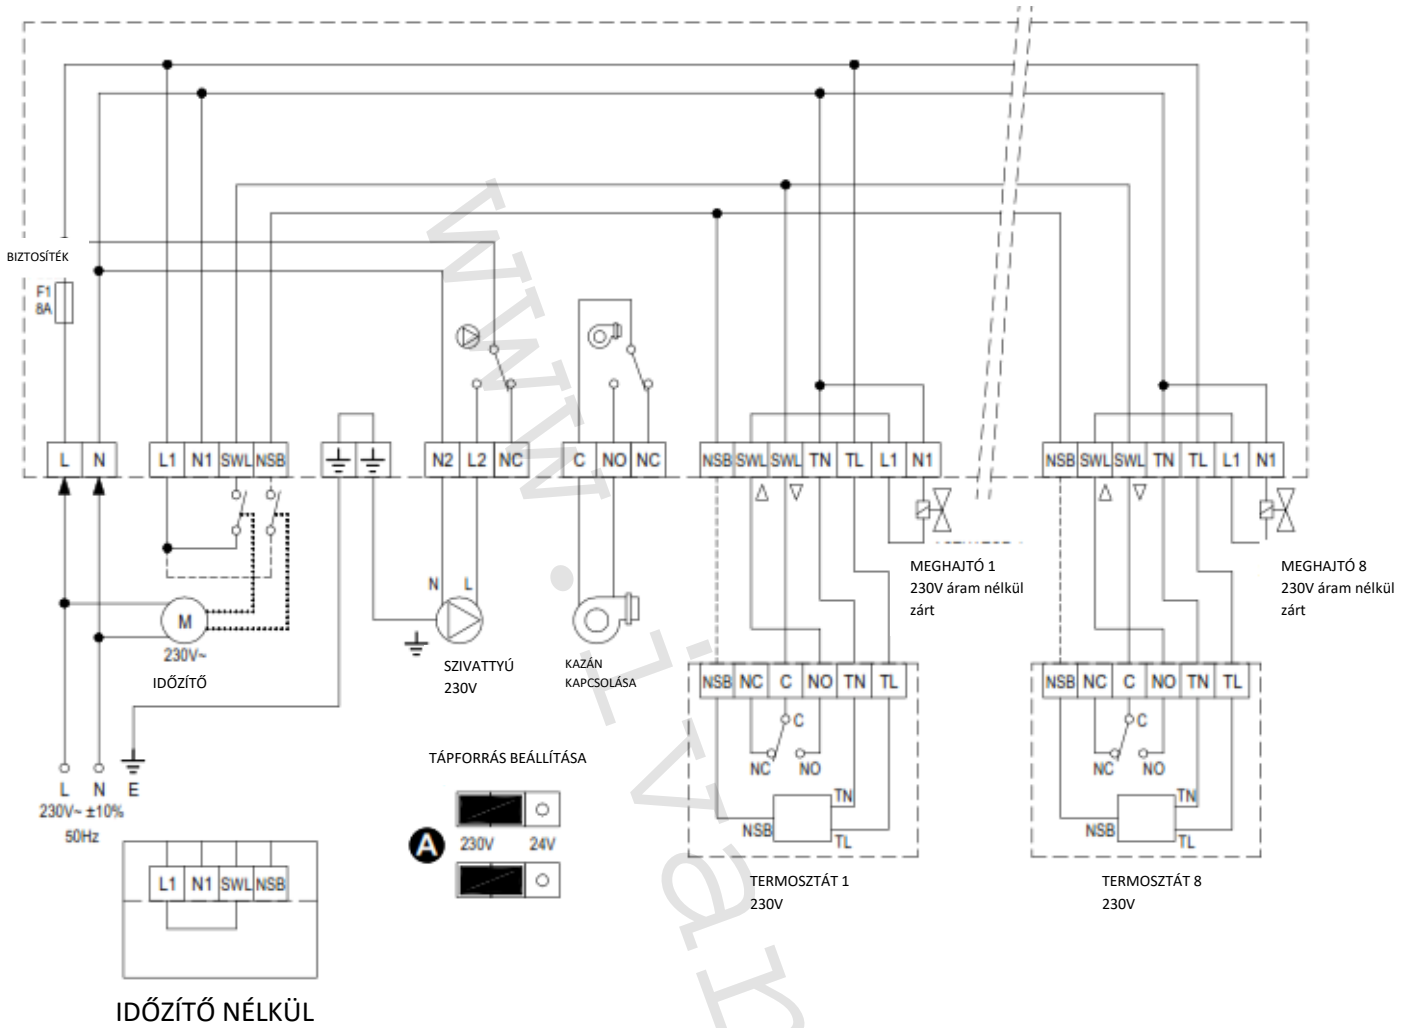 BIZTOSÍTÉK
F1
8A
L N L1 N1 SWL NSB N2 L2 NC C NO NC NSB SWL SWL TN TL L1 N1 NSB SWL SWL TN TL L1 N1
MEGHAJTÓ 1
230V áram nélkül
zárt
MEGHAJTÓ 8
230V áram nélkül
zárt
N L
M
230V~
IDŐZÍTŐ
SZIVATTYÚ
230V
KAZÁN
KAPCSOLÁSA
NSB NC C NO TN TL
C
NC NO
TN
NSB
TL
TERMOSZTÁT 1
230V
NSB NC C NO TN TL
C
NC NO
TN
NSB
TL
TERMOSZTÁT 8
230V
L N E
230V~ ±10%
50Hz
TÁPFORRÁS BEÁLLÍTÁSA
A
230V 24V
L1 N1 SWL NSB
IDŐZÍTŐ NÉLKÜL
www.ivar